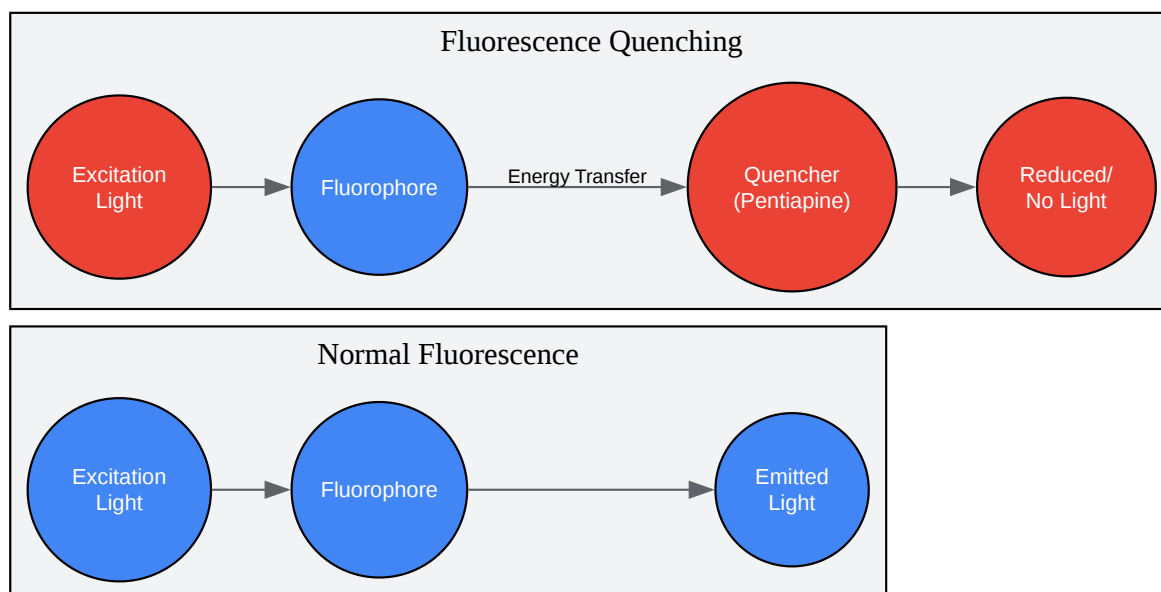 Fluorescence Quenching
Excitation
Light
Fluorophore
Energy Transfer
Quencher
(Pentiapine)
Reduced/
No Light
Normal Fluorescence
Excitation
Light
Fluorophore
Emitted
Light